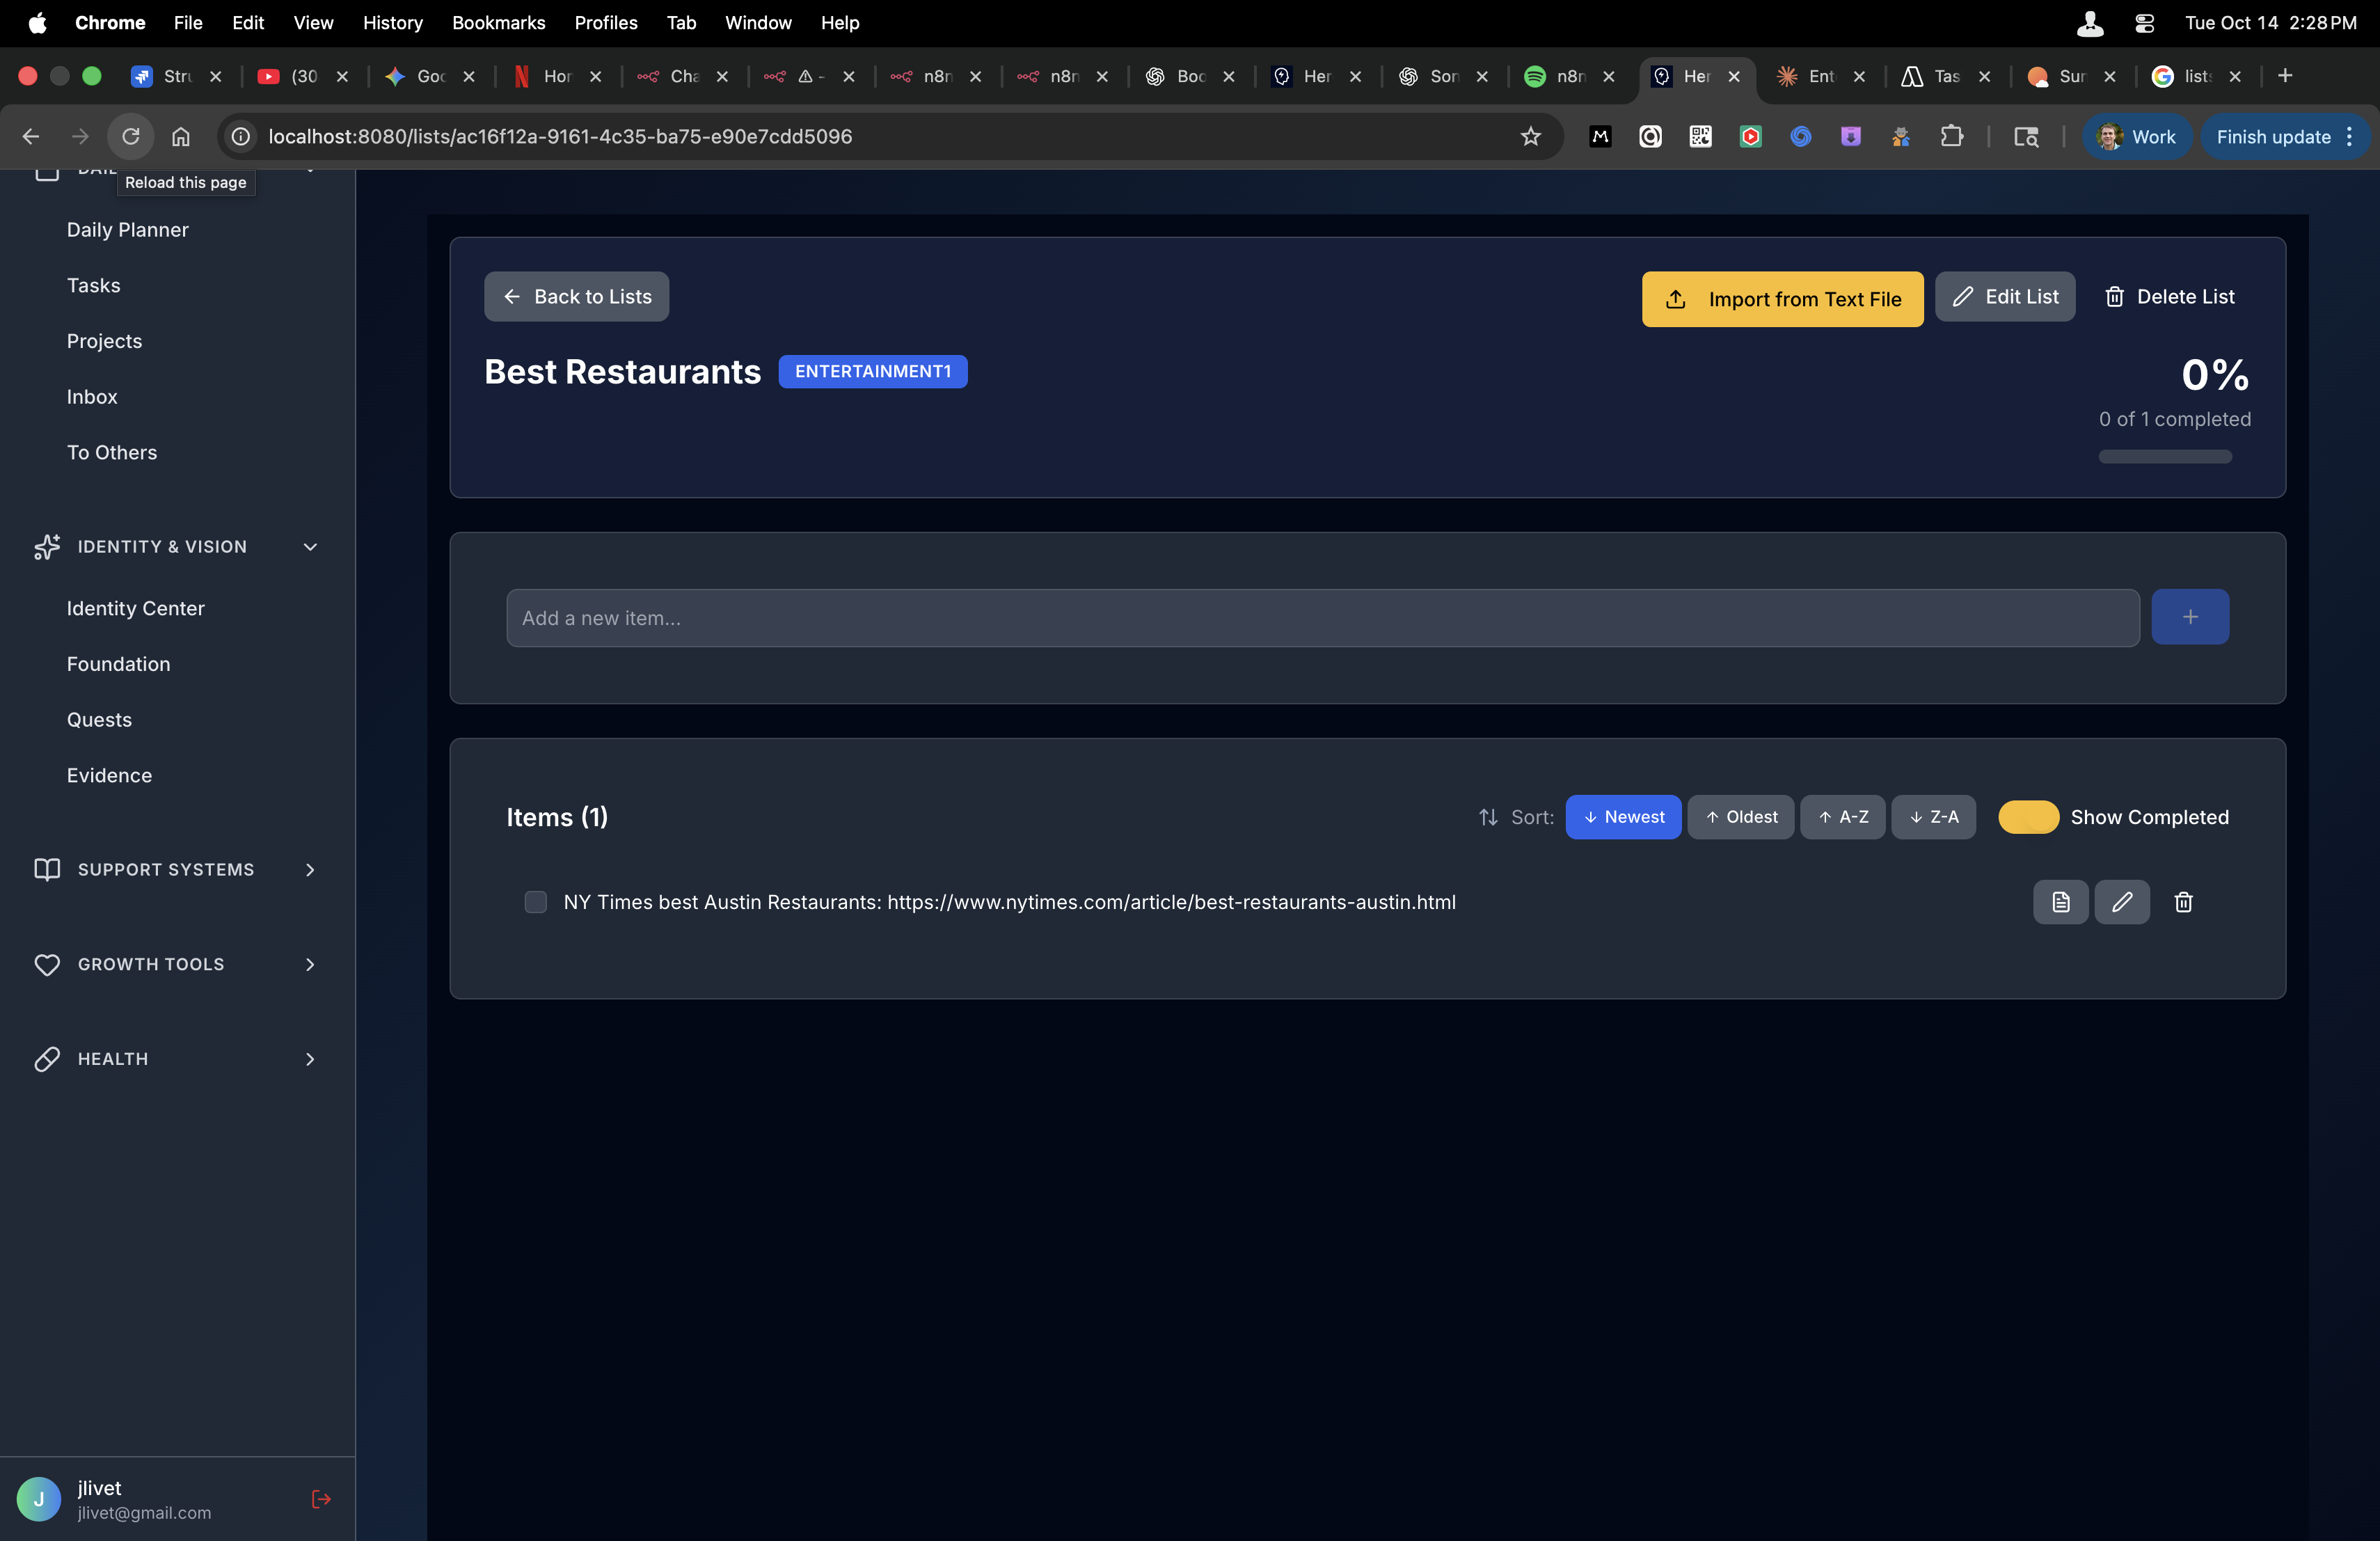 Chrome File Edit View History Bookmarks Profiles Tab Window Help Tue Oct 14 2:28 PM
Stru (30 Goo Hor Cha n8n n8n Boo Her Son n8n Her Ent Tas Sur lists
localhost:8080/lists/ac16f12a-9161-4c35-ba75-e90e7cdd5096 Work Finish update
Reload this page
Daily Planner
Tasks
Projects
Inbox
To Others
IDENTITY & VISION
Identity Center
Foundation
Quests
Evidence
SUPPORT SYSTEMS
GROWTH TOOLS
HEALTH
J
jlivet
jlivet@gmail.com
Back to Lists
Import from Text File
Edit List
Delete List
Best Restaurants ENTERTAINMENT1
0%
0 of 1 completed
Add a new item...
+
Items (1)
Sort: ↓ Newest ↑ Oldest ↑ A-Z ↓ Z-A Show Completed
NY Times best Austin Restaurants: https://www.nytimes.com/article/best-restaurants-austin.html